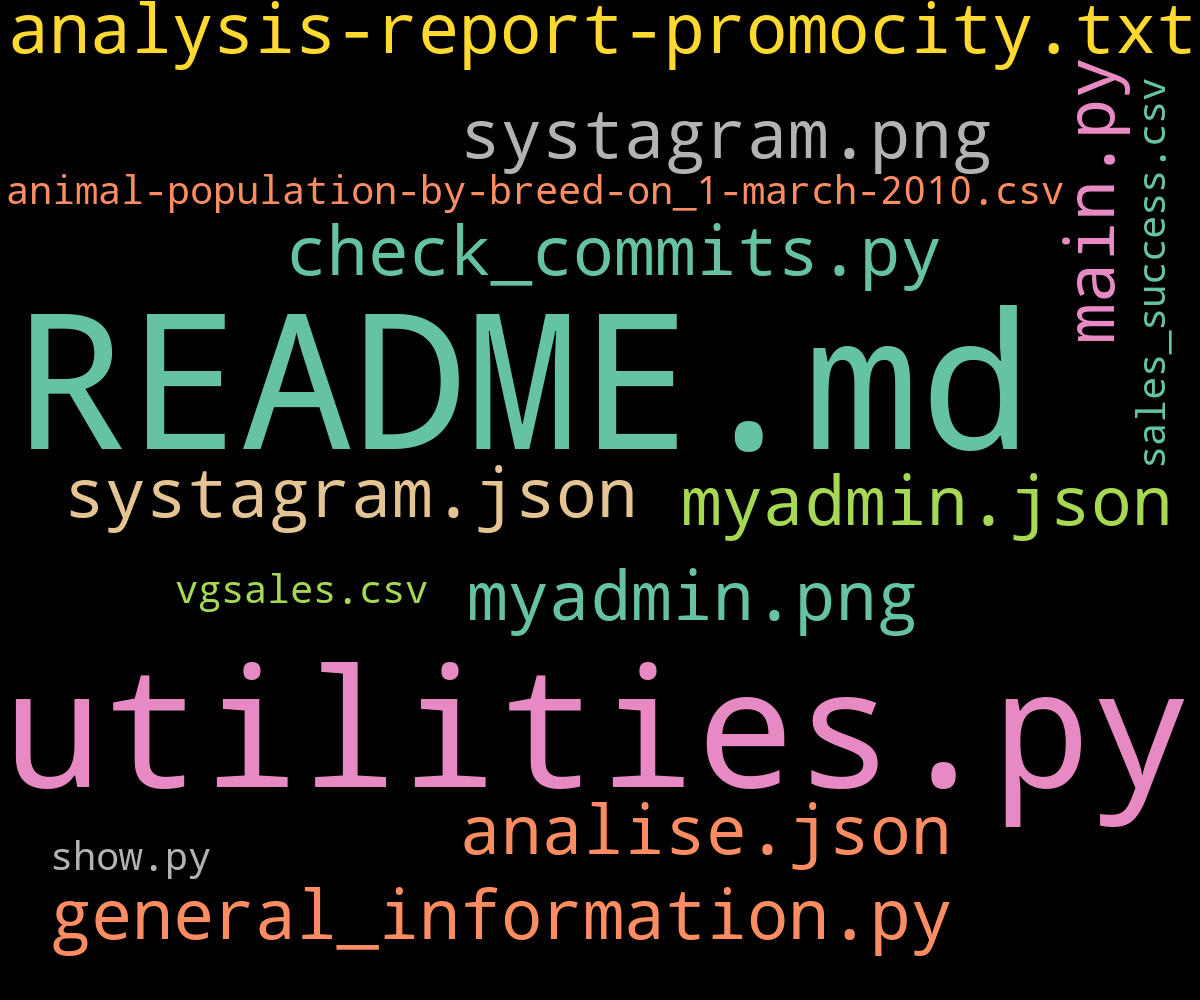 analysis-report-promocity.txt
systagram.png
main.py
sales_success.csv
animal-population-by-breed-on_1-march-2010.csv
check_commits.py
README.md
systagram.json
myadmin.json
vgsales.csv
myadmin.png
utilities.py
analise.json
show.py
general_information.py